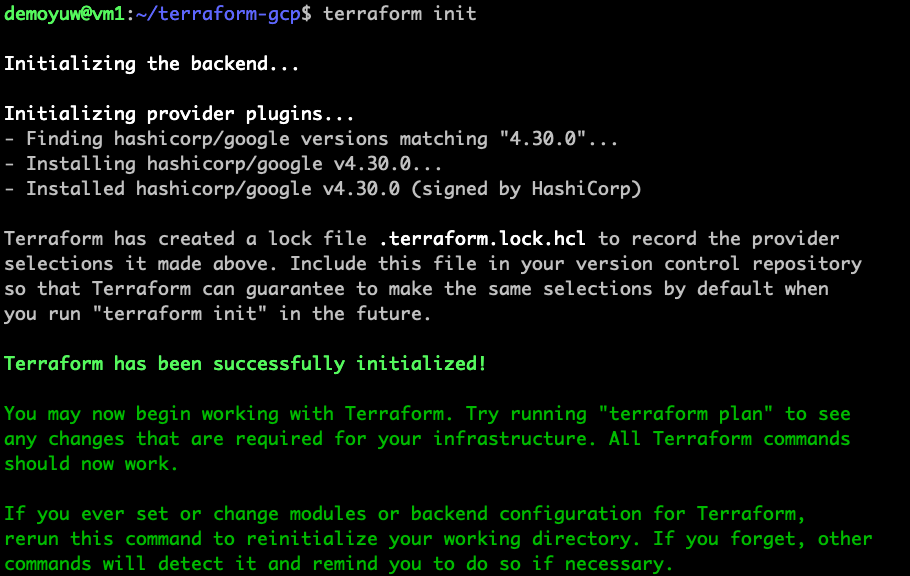 demoyuw@vm1:~/terraform-gcp$ terraform init
Initializing the backend...
Initializing provider plugins...
- Finding hashicorp/google versions matching "4.30.0"...
- Installing hashicorp/google v4.30.0...
- Installed hashicorp/google v4.30.0 (signed by HashiCorp)
Terraform has created a lock file .terraform.lock.hcl to record the provider
selections it made above. Include this file in your version control repository
so that Terraform can guarantee to make the same selections by default when
you run "terraform init" in the future.
Terraform has been successfully initialized!
You may now begin working with Terraform. Try running "terraform plan" to see
any changes that are required for your infrastructure. All Terraform commands
should now work.
If you ever set or change modules or backend configuration for Terraform,
rerun this command to reinitialize your working directory. If you forget, other
commands will detect it and remind you to do so if necessary.